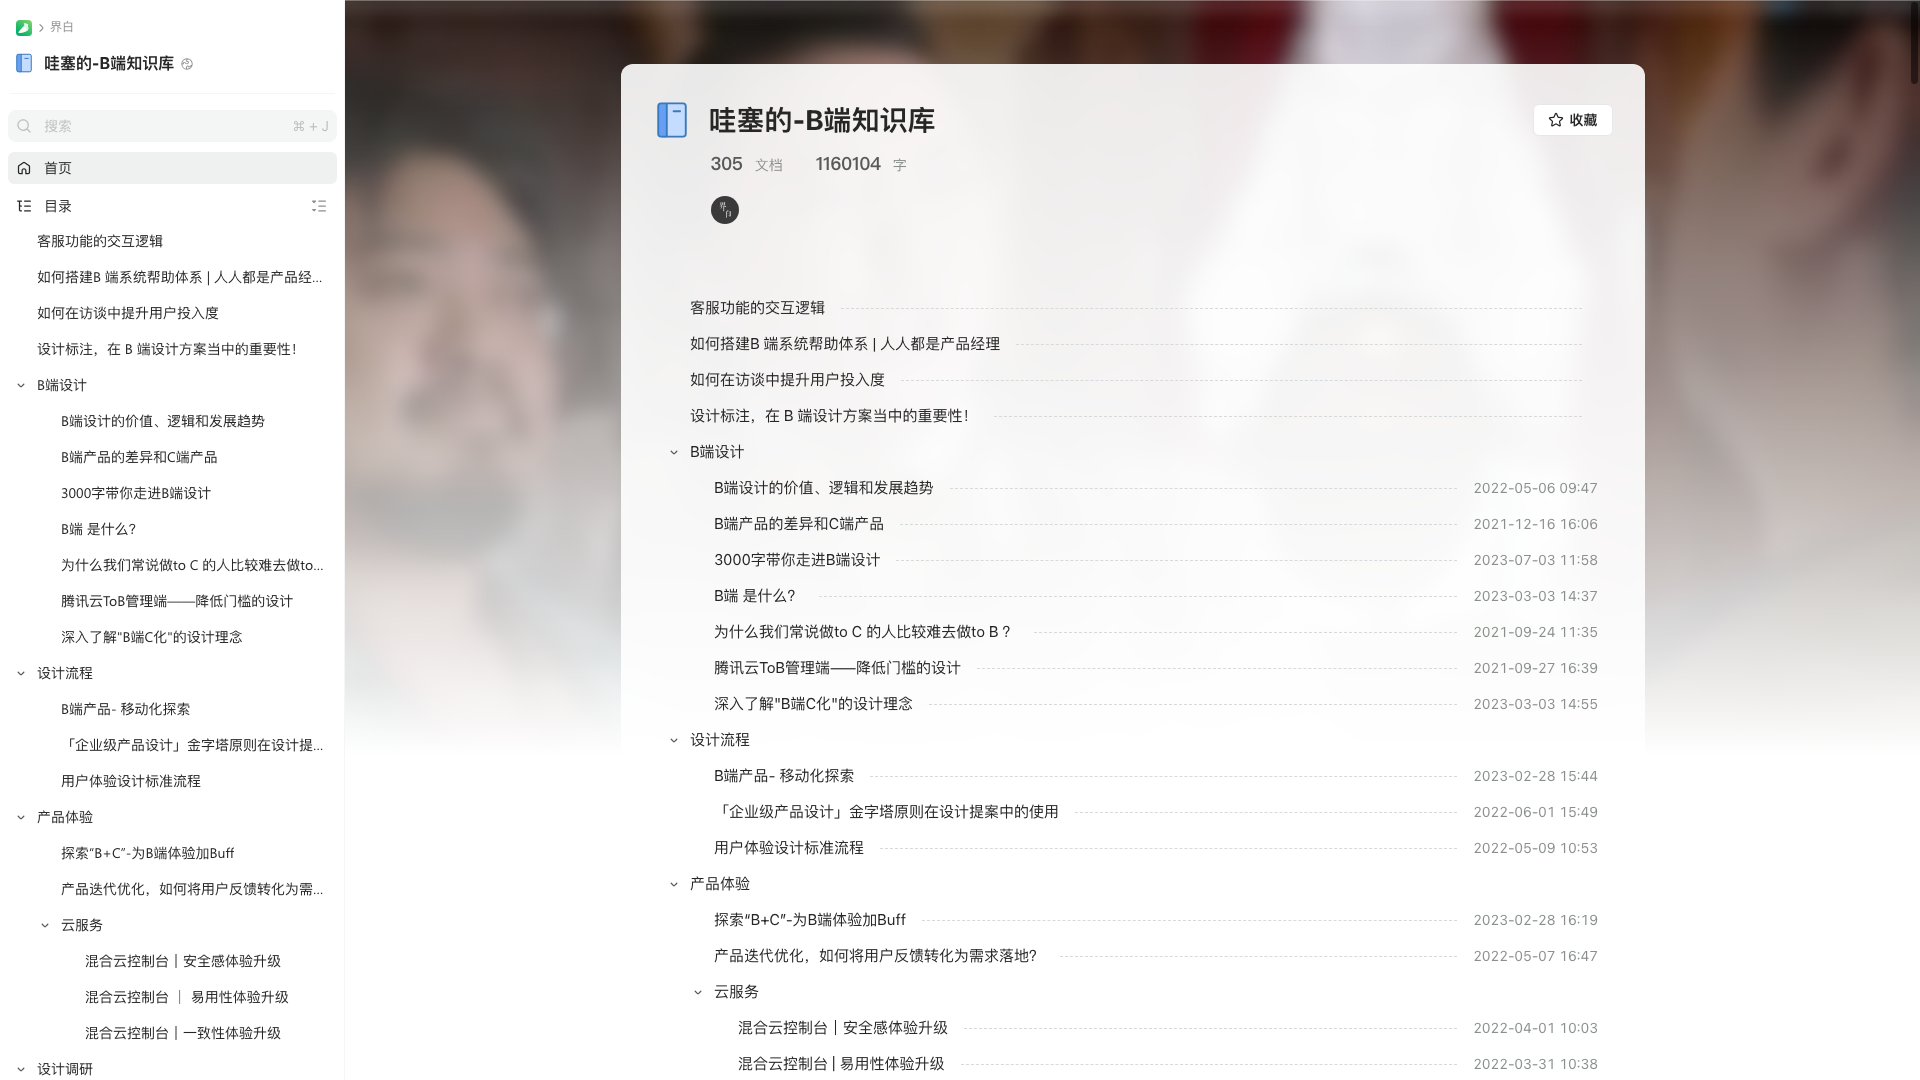 界白
哇塞的-B端知识库
搜索 ⌘ + J
首页
目录
客服功能的交互逻辑
如何搭建B 端系统帮助体系 | 人人都是产品经...
如何在访谈中提升用户投入度
设计标注，在 B 端设计方案当中的重要性！
B端设计
B端设计的价值、逻辑和发展趋势
B端产品的差异和C端产品
3000字带你走进B端设计
B端 是什么？
为什么我们常说做to C 的人比较难去做to...
腾讯云ToB管理端——降低门槛的设计
深入了解"B端C化"的设计理念
设计流程
B端产品- 移动化探索
「企业级产品设计」金字塔原则在设计提...
用户体验设计标准流程
产品体验
探索“B+C”-为B端体验加Buff
产品迭代优化，如何将用户反馈转化为需...
云服务
混合云控制台丨安全感体验升级
混合云控制台 ｜ 易用性体验升级
混合云控制台丨一致性体验升级
设计调研
哇塞的-B端知识库
收藏
305 文档 1160104 字
界白
客服功能的交互逻辑
如何搭建B 端系统帮助体系 | 人人都是产品经理
如何在访谈中提升用户投入度
设计标注，在 B 端设计方案当中的重要性！
B端设计
B端设计的价值、逻辑和发展趋势 2022-05-06 09:47
B端产品的差异和C端产品 2021-12-16 16:06
3000字带你走进B端设计 2023-07-03 11:58
B端 是什么？ 2023-03-03 14:37
为什么我们常说做to C 的人比较难去做to B ？ 2021-09-24 11:35
腾讯云ToB管理端——降低门槛的设计 2021-09-27 16:39
深入了解"B端C化"的设计理念 2023-03-03 14:55
设计流程
B端产品- 移动化探索 2023-02-28 15:44
「企业级产品设计」金字塔原则在设计提案中的使用 2022-06-01 15:49
用户体验设计标准流程 2022-05-09 10:53
产品体验
探索“B+C”-为B端体验加Buff 2023-02-28 16:19
产品迭代优化，如何将用户反馈转化为需求落地？ 2022-05-07 16:47
云服务
混合云控制台丨安全感体验升级 2022-04-01 10:03
混合云控制台 | 易用性体验升级 2022-03-31 10:38